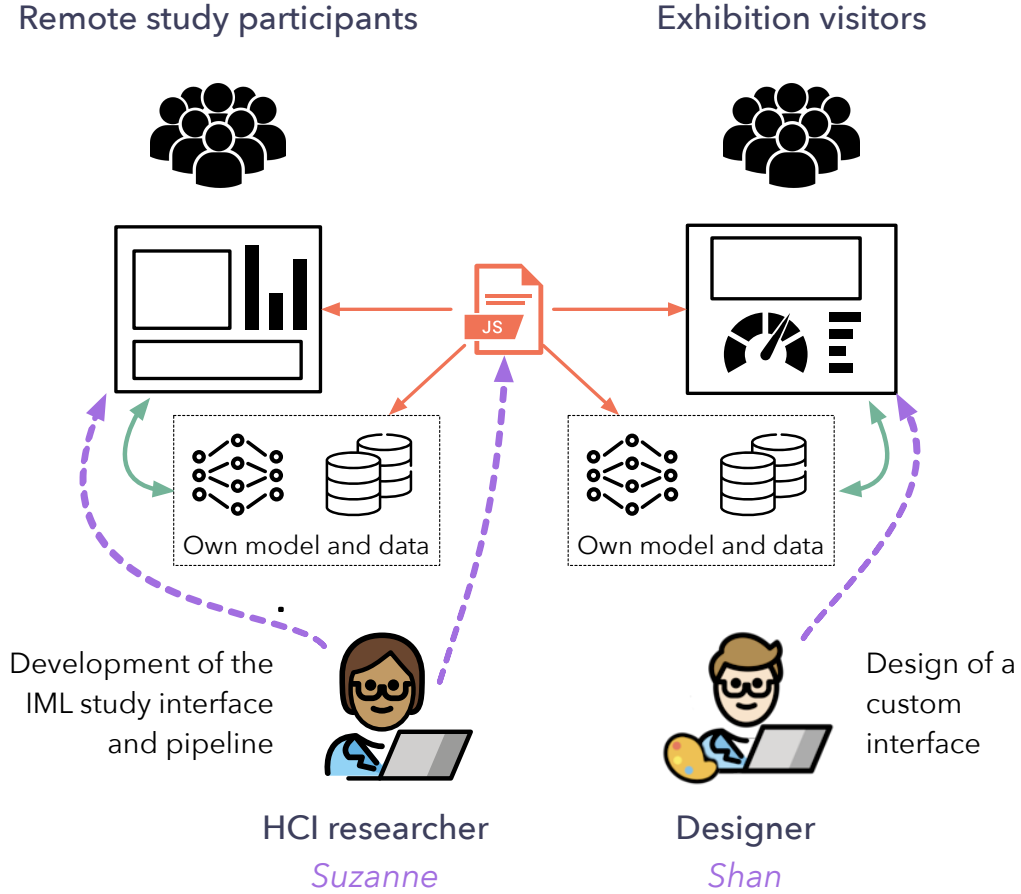 Remote study participants
Exhibition visitors
JS
Own model and data
Own model and data
Development of the
IML study interface
and pipeline
Design of a
custom
interface
HCI researcher
Suzanne
Designer
Shan